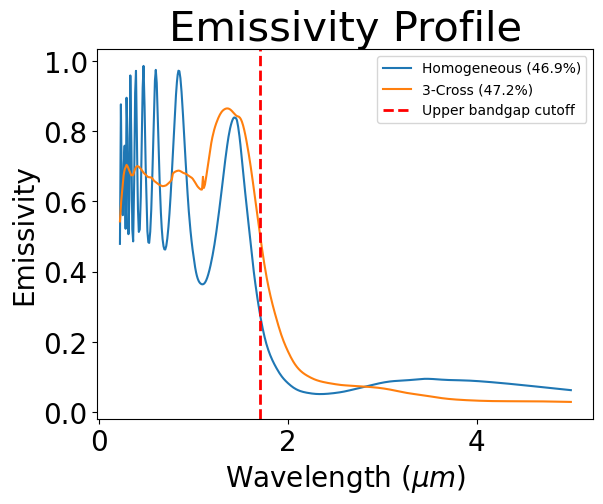 Emissivity Profile
Homogeneous (46.9%)
3-Cross (47.2%)
Upper bandgap cutoff
1.0
0.8
0.6
0.4
0.2
0.0
Emissivity
0 2 4
Wavelength (μm)